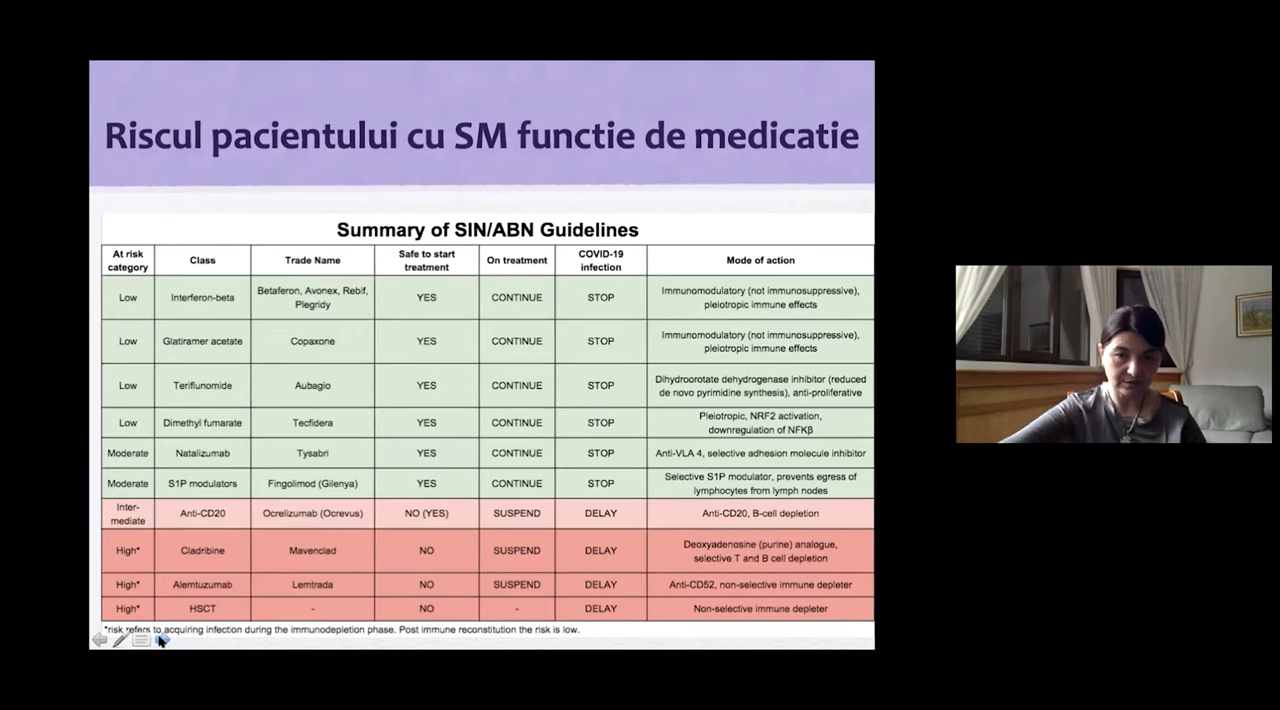 Riscul pacientului cu SM functie de medicatie
Summary of SIN/ABN Guidelines
At risk category | Class | Trade Name | Safe to start treatment | On treatment | COVID-19 infection | Mode of action
Low | Interferon-beta | Betaferon, Avonex, Rebif, Plegridy | YES | CONTINUE | STOP | Immunomodulatory (not immunosuppressive), pleiotropic immune effects
Low | Glatiramer acetate | Copaxone | YES | CONTINUE | STOP | Immunomodulatory (not immunosuppressive), pleiotropic immune effects
Low | Teriflunomide | Aubagio | YES | CONTINUE | STOP | Dihydroorotate dehydrogenase inhibitor (reduced de novo pyrimidine synthesis), anti-proliferative
Low | Dimethyl fumarate | Tecfidera | YES | CONTINUE | STOP | Pleiotropic, NRF2 activation, downregulation of NFKβ
Moderate | Natalizumab | Tysabri | YES | CONTINUE | STOP | Anti-VLA 4, selective adhesion molecule inhibitor
Moderate | S1P modulators | Fingolimod (Gilenya) | YES | CONTINUE | STOP | Selective S1P modulator, prevents egress of lymphocytes from lymph nodes
Inter-mediate | Anti-CD20 | Ocrelizumab (Ocrevus) | NO (YES) | SUSPEND | DELAY | Anti-CD20, B-cell depletion
High* | Cladribine | Mavenclad | NO | SUSPEND | DELAY | Deoxyadenosine (purine) analogue, selective T and B cell depletion
High* | Alemtuzumab | Lemtrada | NO | SUSPEND | DELAY | Anti-CD52, non-selective immune depleter
High* | HSCT | - | NO | - | DELAY | Non-selective immune depleter
*risk refers to acquiring infection during the immunodepletion phase. Post immune reconstitution the risk is low.